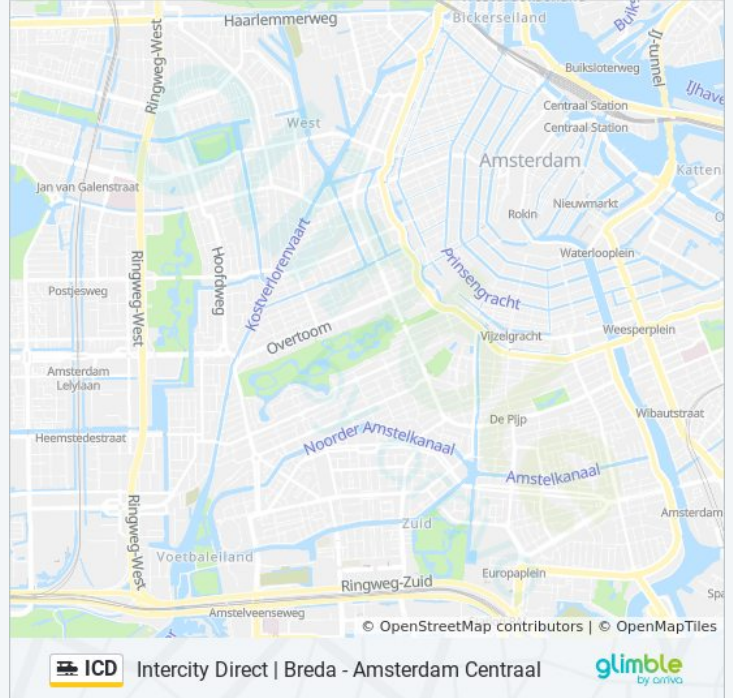 Haarlemmerweg
Bickerseiland
Ringweg-West
Buiksloterweg
IJ-tunnel
West
Centraal Station
Centraal Station
Amsterdam
Jan van Galenstraat
Rokin
Nieuwmarkt
Kostverlorenvaart
Hoofdweg
Ringweg-West
Prinsengracht
Waterlooplein
Postjesweg
Overtoom
Vijzelgracht
Weesperplein
Amsterdam
Lelylaan
De Pijp
Wibautstraat
Heemstedestraat
Noorder Amstelkanaal
Amstelkanaal
Ringweg-West
Amsterdam
Zuid
Voetbaleiland
Europaplein
Ringweg-Zuid
Amstelveenseweg
© OpenStreetMap contributors | © OpenMapTiles
ICD Intercity Direct | Breda - Amsterdam Centraal
glimble
by arriva